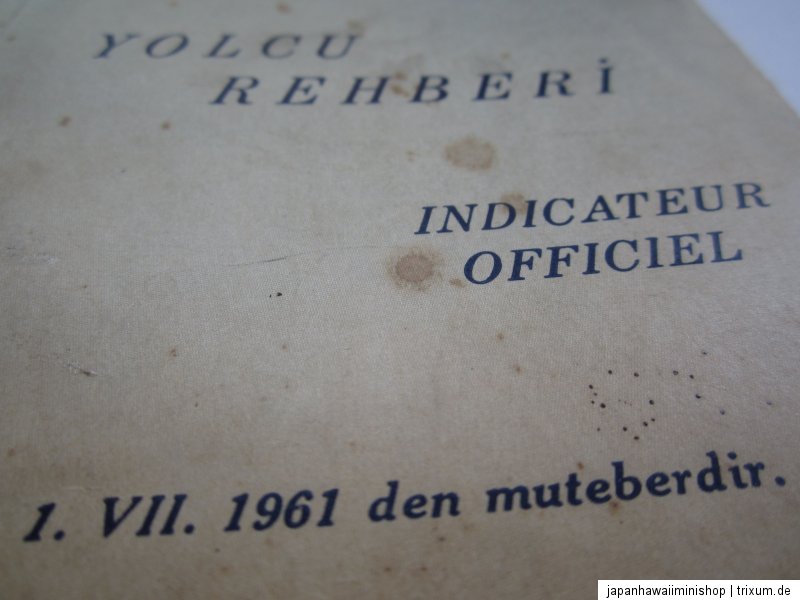 YOLCU
REHBERİ
INDICATEUR
OFFICIEL
1. VII. 1961 den muteberdir.
japanhawaiiminishop | trixum.de